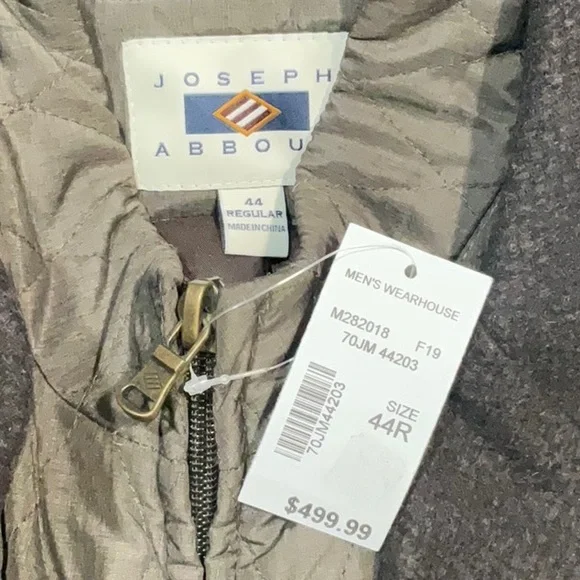 JOSEPH
ABBOU
44
REGULAR
MADE IN CHINA
MEN'S WEARHOUSE
M282018 F19
70JM 44203
70JM44203
SIZE
44R
$499.99